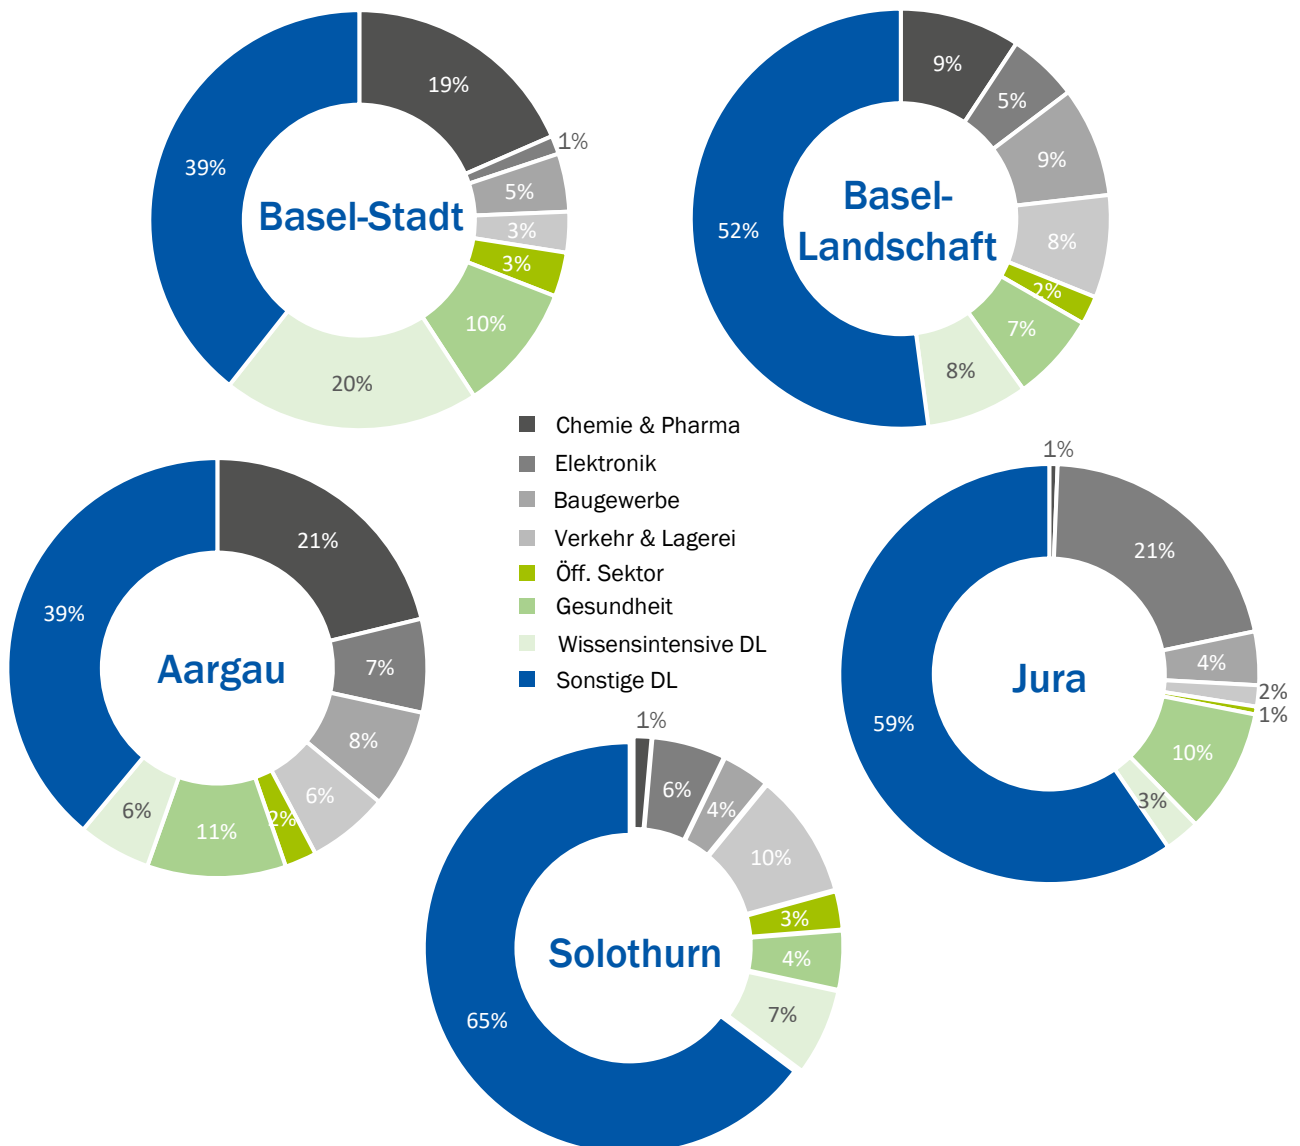 19%
1%
5%
3%
3%
10%
20%
39%
Basel-Stadt
9%
5%
9%
8%
2%
7%
8%
52%
Basel-
Landschaft
Chemie & Pharma
Elektronik
Baugewerbe
Verkehr & Lagerei
Öff. Sektor
Gesundheit
Wissensintensive DL
Sonstige DL
21%
7%
8%
6%
2%
11%
6%
39%
Aargau
1%
21%
4%
2%
1%
10%
3%
59%
Jura
1%
6%
4%
10%
3%
4%
7%
65%
Solothurn